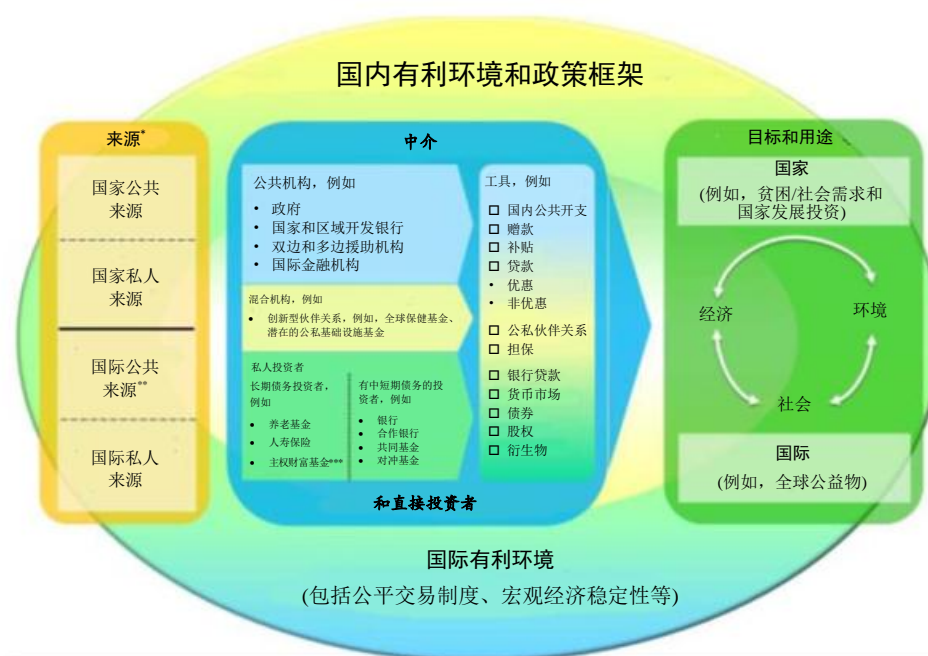 国内有利环境和政策框架
来源*
国家公共
来源
国家私人
来源
国际公共
来源**
国际私人
来源
中介
公共机构，例如
• 政府
• 国家和区域开发银行
• 双边和多边援助机构
• 国际金融机构
混合机构，例如
• 创新型伙伴关系，例如，全球保健基金、
潜在的公私基础设施基金
私人投资者
长期债务投资者，
例如
• 养老基金
• 人寿保险
• 主权财富基金***
有中短期债务的投
资者，例如
• 银行
• 合作银行
• 共同基金
• 对冲基金
工具，例如
□ 国内公共开支
□ 赠款
□ 补贴
□ 贷款
• 优惠
• 非优惠
□ 公私伙伴关系
□ 担保
□ 银行贷款
□ 货币市场
□ 债券
□ 股权
□ 衍生物
和直接投资者
目标和用途
国家
(例如，贫困/社会需求和
国家发展投资)
经济
环境
社会
国际
(例如，全球公益物)
国际有利环境
(包括公平交易制度、宏观经济稳定性等)